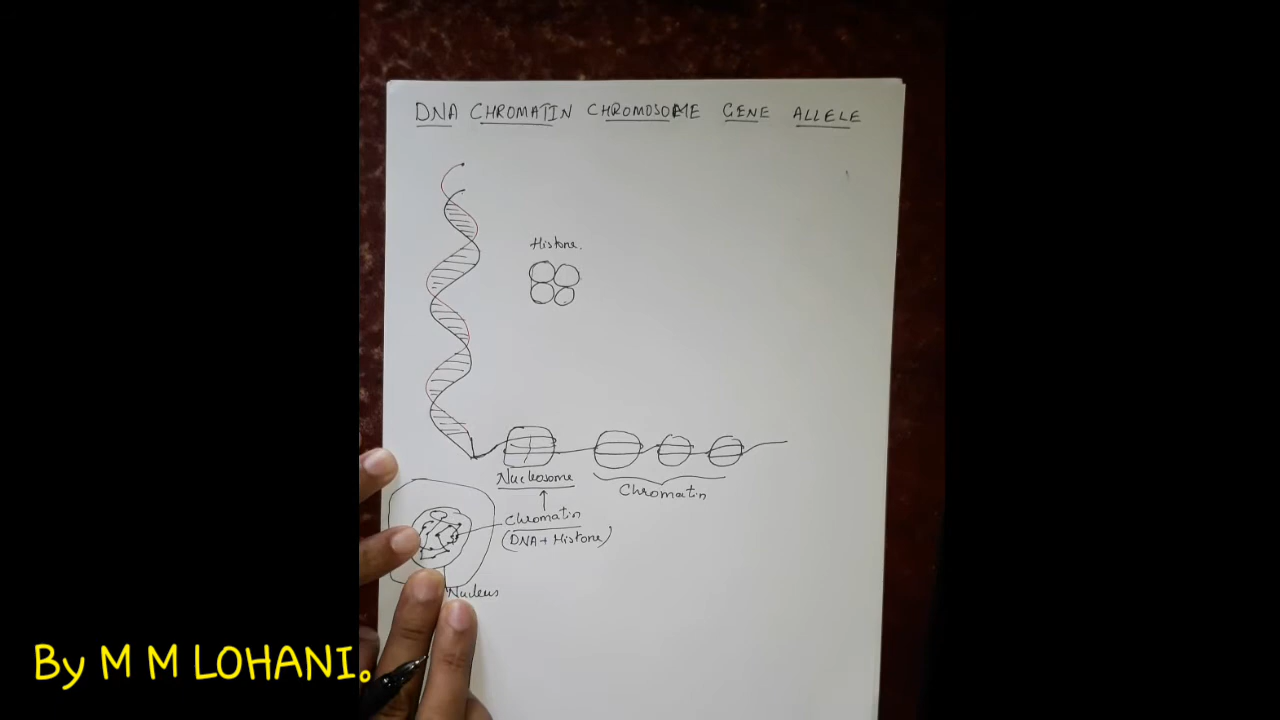 DNA CHROMATIN CHROMOSOME GENE ALLELE
Histone.
Nucleosome
Chromatin
Chromatin
(DNA + Histone)
Nucleus
By M M LOHANI.